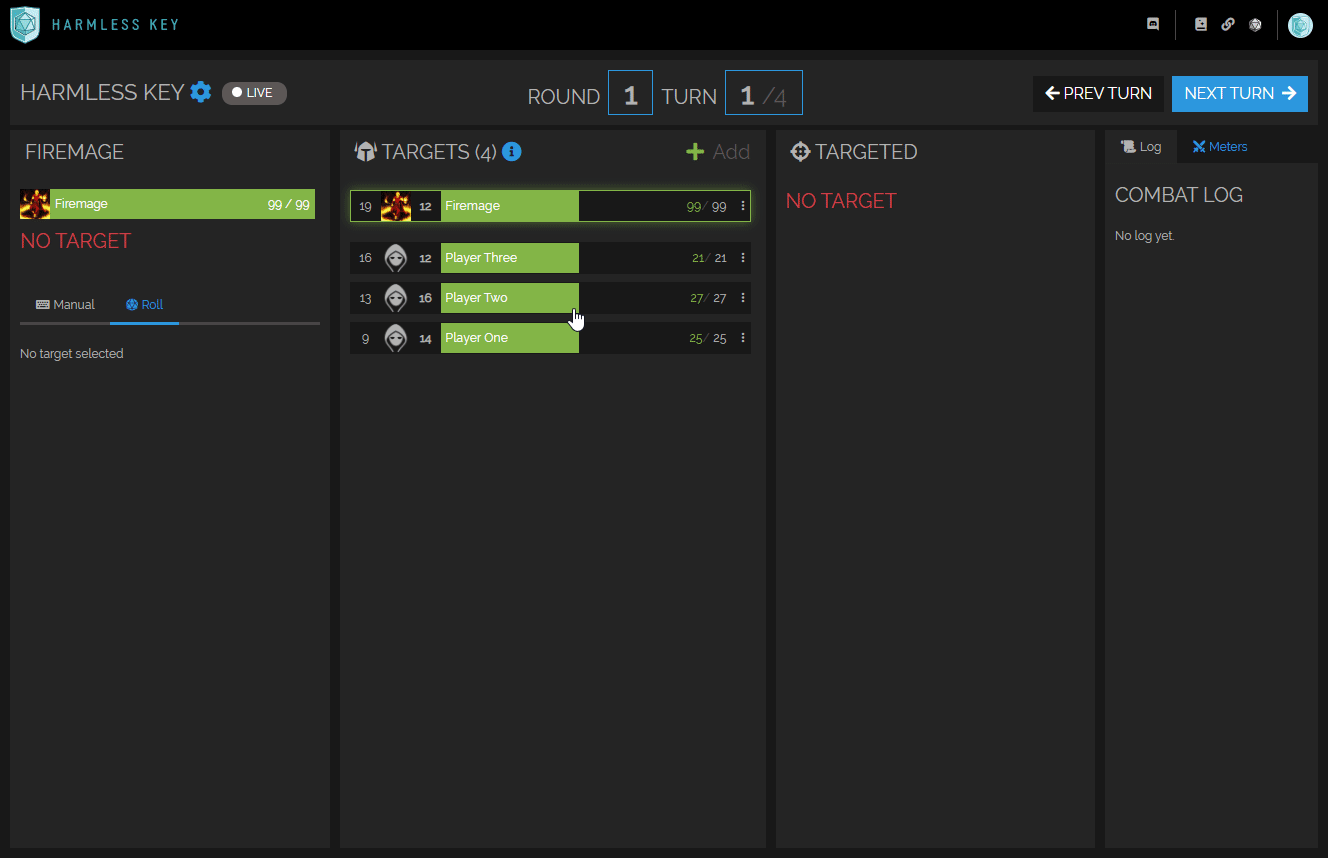 HARMLESS KEY
HARMLESS KEY LIVE
ROUND 1 TURN 1 /4
PREV TURN
NEXT TURN
FIREMAGE
Firemage 99 / 99
NO TARGET
Manual Roll
No target selected
TARGETS (4) Add
19 12 Firemage 99/ 99
16 12 Player Three 21/ 21
13 16 Player Two 27/ 27
9 14 Player One 25/ 25
TARGETED
NO TARGET
Log Meters
COMBAT LOG
No log yet.